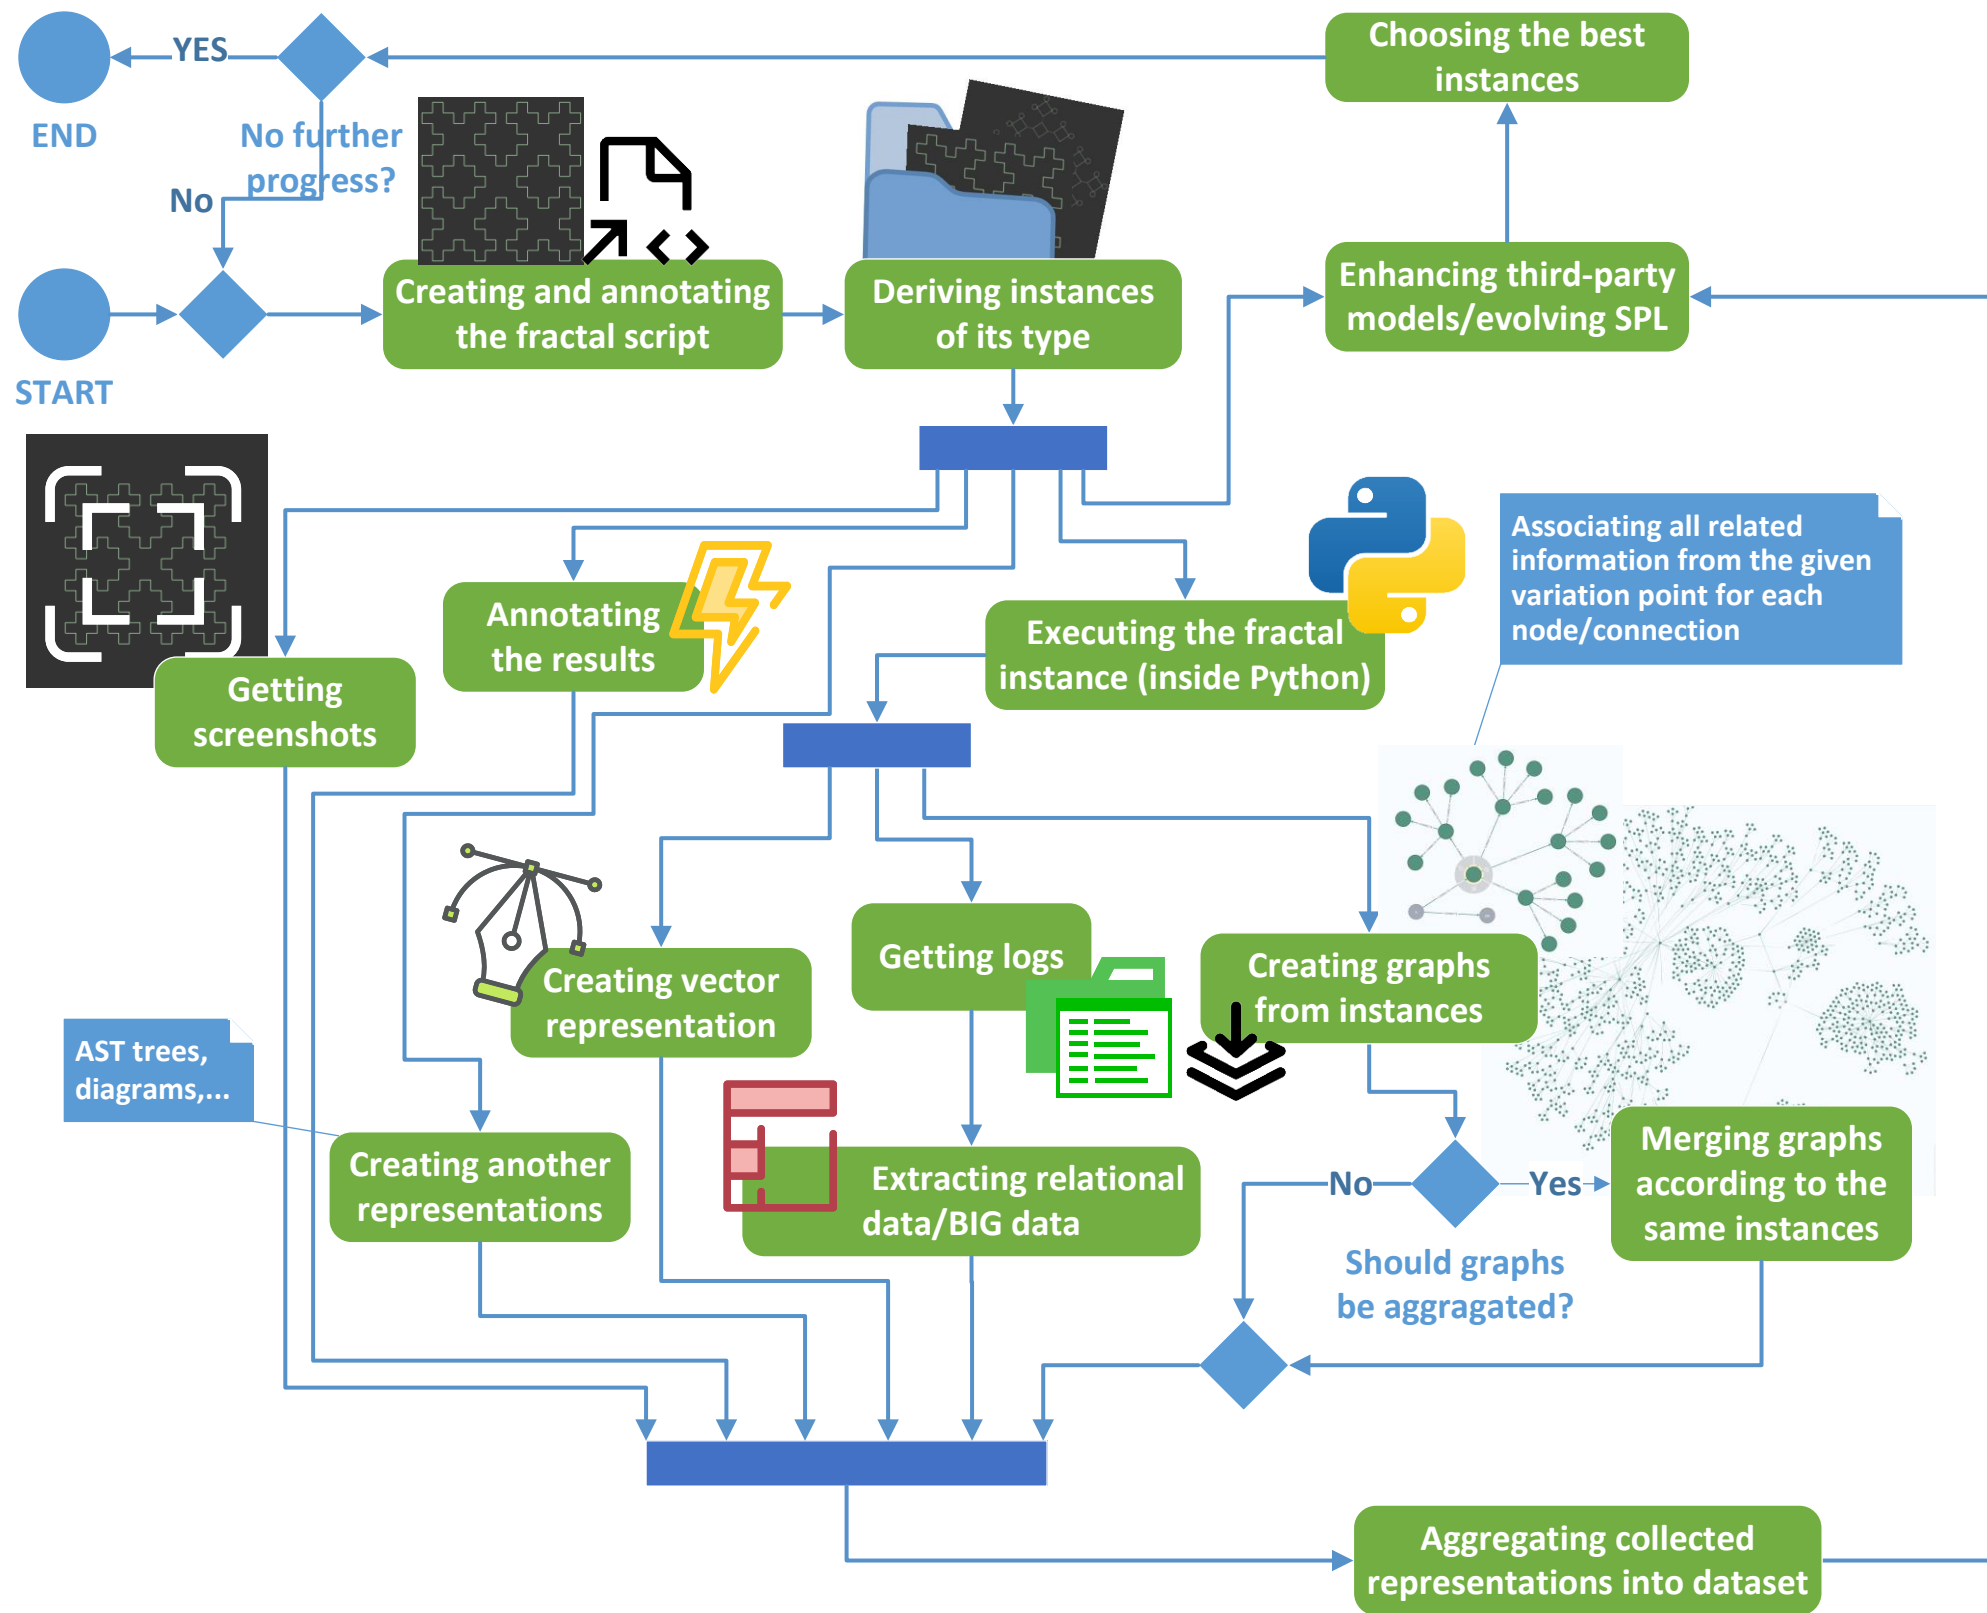 YES
Choosing the best
instances
END
No further
progress?
No
Creating and annotating
the fractal script
Deriving instances
of its type
Enhancing third-party
models/evolving SPL
START
Associating all related
information from the given
variation point for each
node/connection
Annotating
the results
Executing the fractal
instance (inside Python)
Getting
screenshots
Getting logs
Creating vector
representation
Creating graphs
from instances
AST trees,
diagrams,...
Creating another
representations
Extracting relational
data/BIG data
No
Yes
Merging graphs
according to the
same instances
Should graphs
be aggragated?
Aggregating collected
representations into dataset